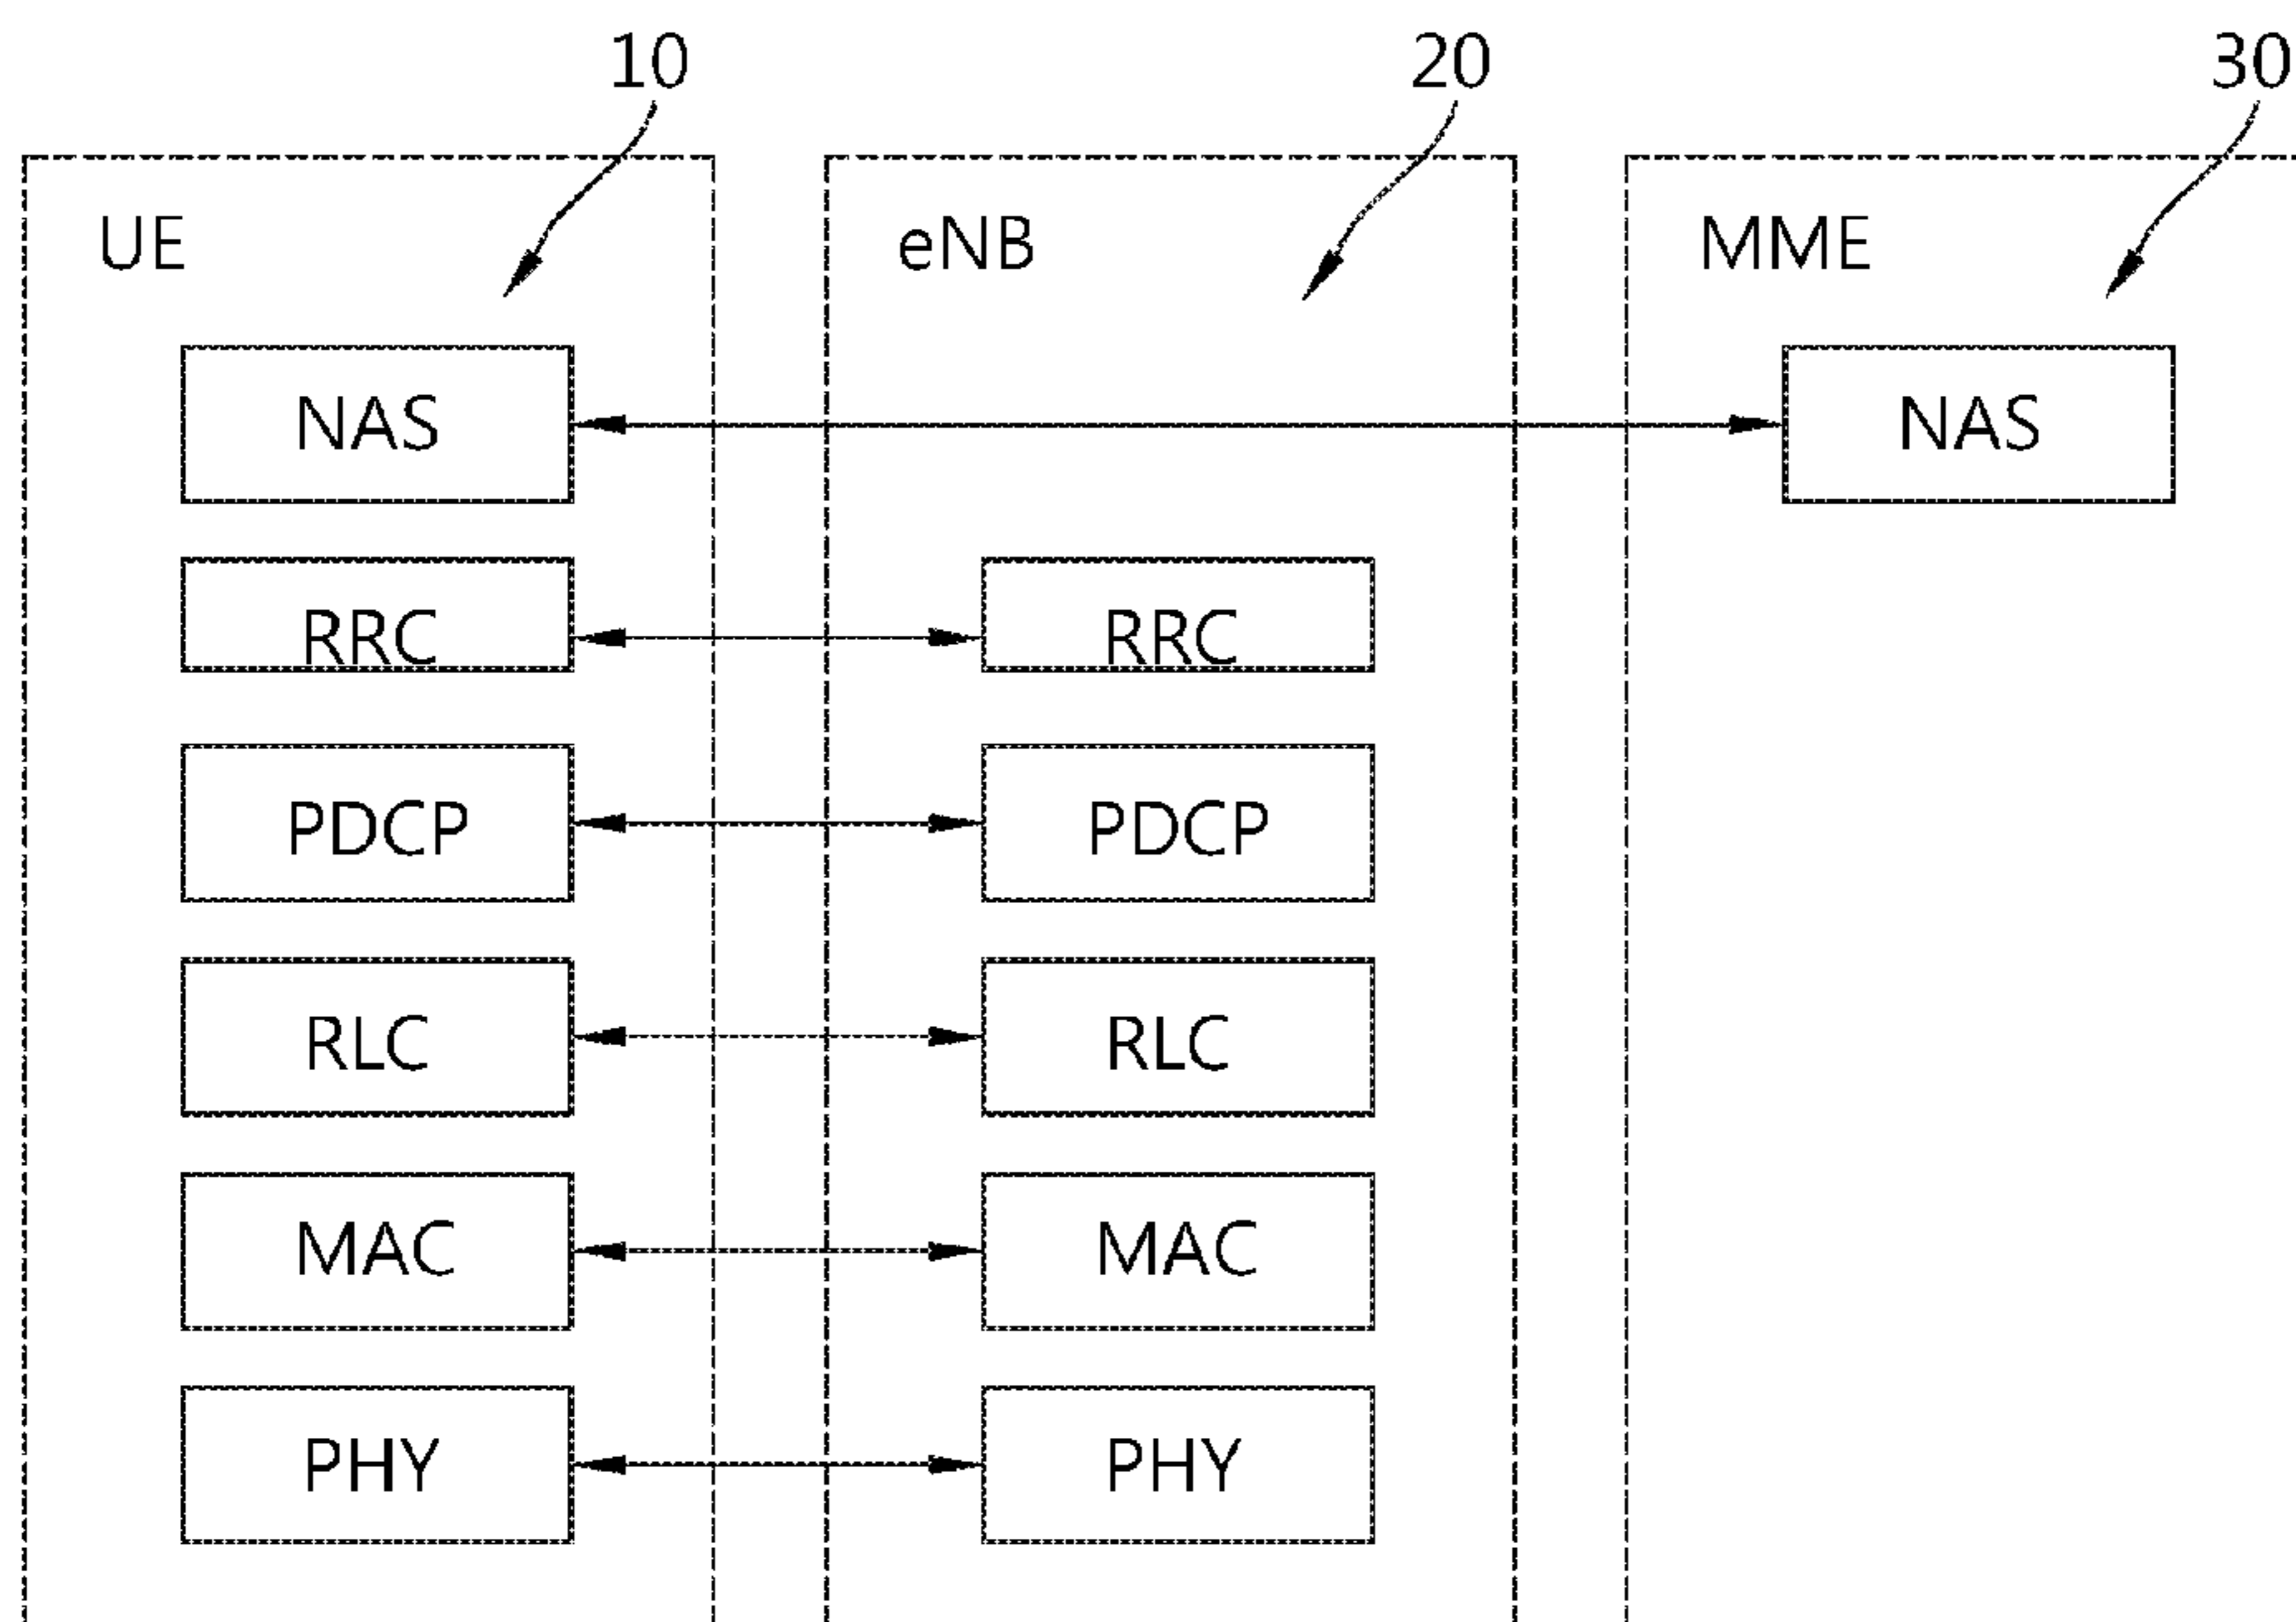 10 20 30
UE eNB MME
NAS NAS
RRC RRC
PDCP PDCP
RLC RLC
MAC MAC
PHY PHY